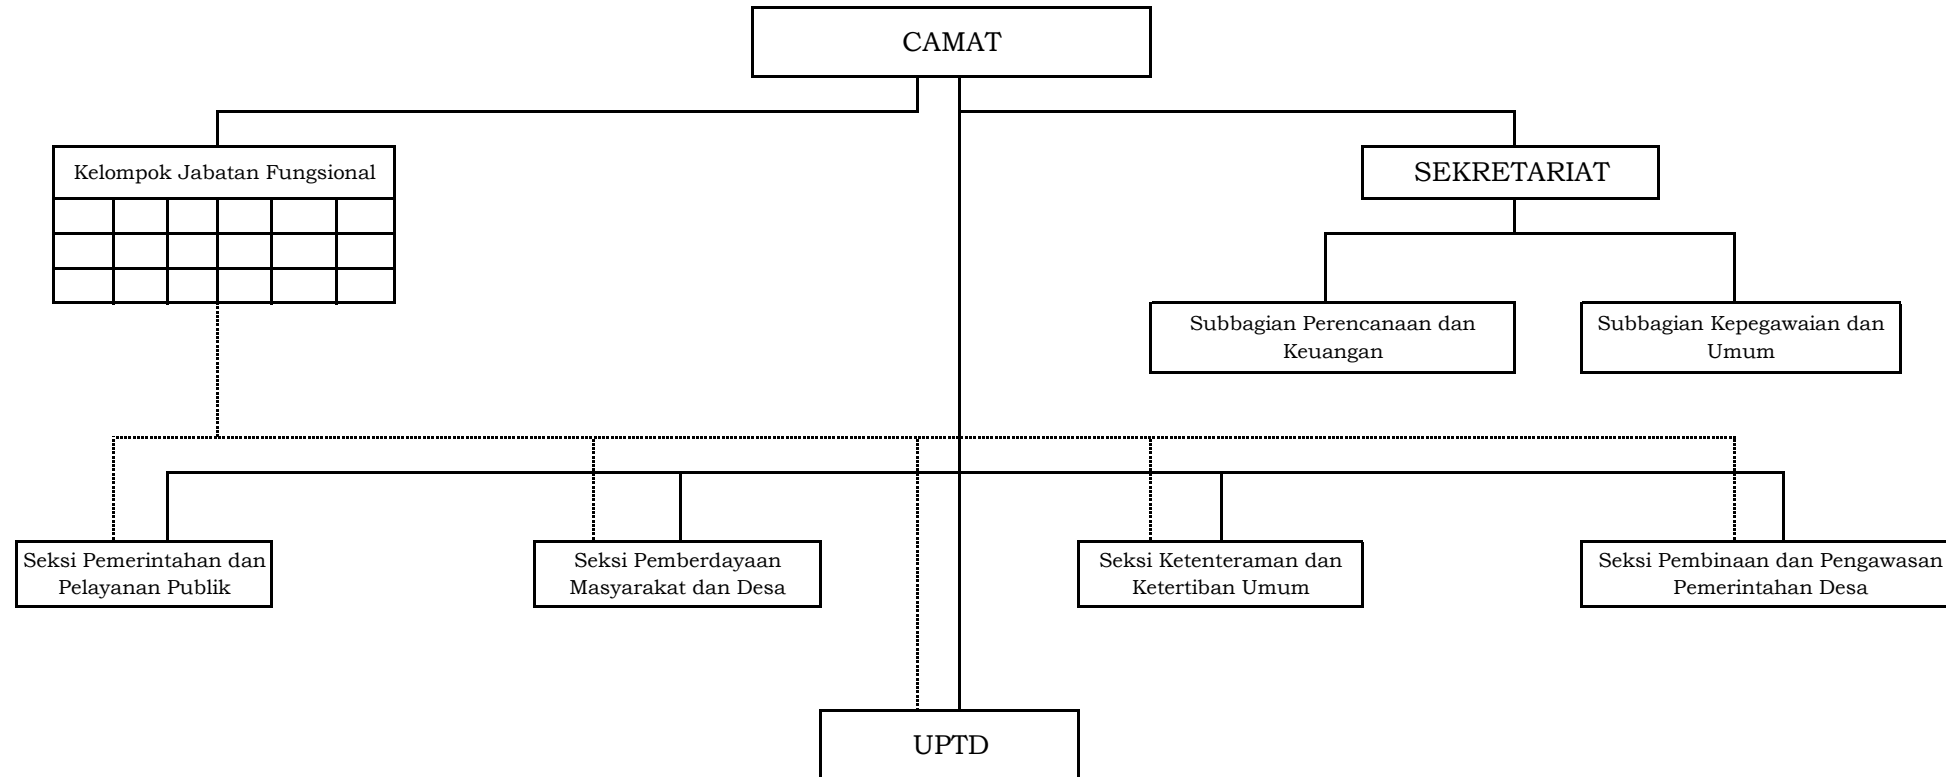 CAMAT
Kelompok Jabatan Fungsional
SEKRETARIAT
Subbagian Perencanaan dan
Keuangan
Subbagian Kepegawaian dan
Umum
Seksi Pemerintahan dan
Pelayanan Publik
Seksi Pemberdayaan
Masyarakat dan Desa
Seksi Ketenteraman dan
Ketertiban Umum
Seksi Pembinaan dan Pengawasan
Pemerintahan Desa
UPTD